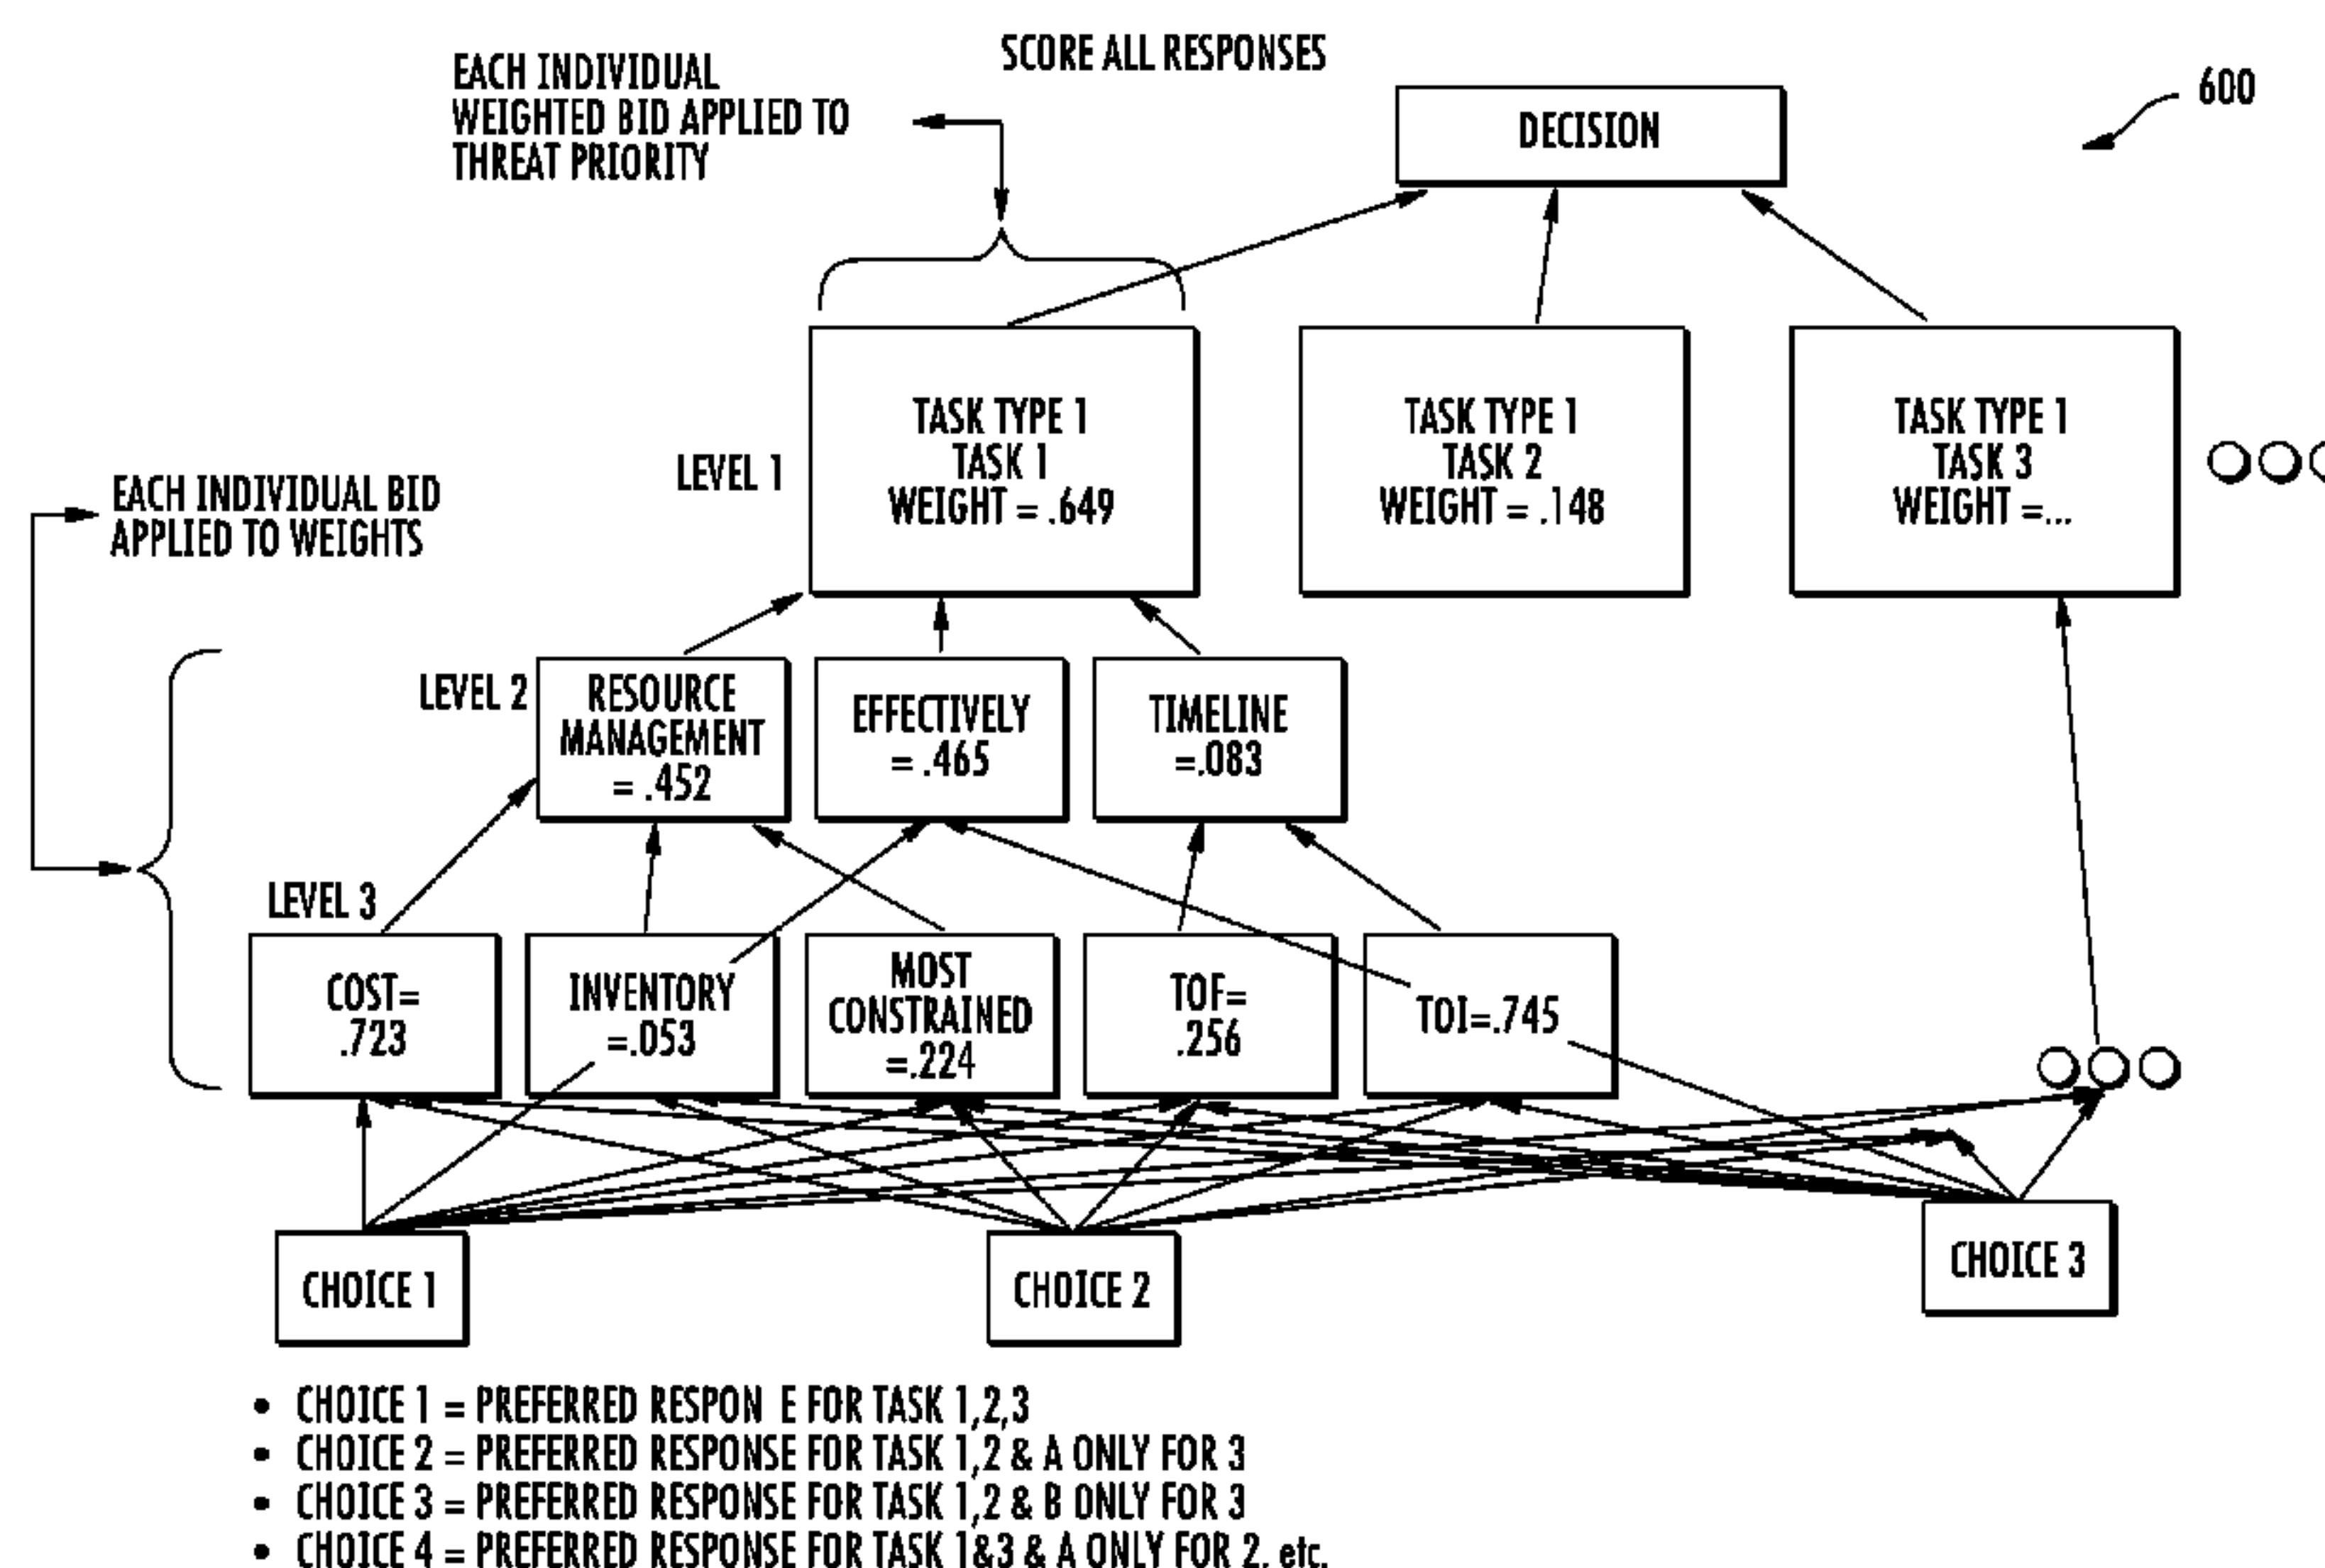 SCORE ALL RESPONSES
EACH INDIVIDUAL
WEIGHTED BID APPLIED TO
THREAT PRIORITY
600
DECISION
LEVEL 1
TASK TYPE 1
TASK 1
WEIGHT = .649
TASK TYPE 1
TASK 2
WEIGHT = .148
TASK TYPE 1
TASK 3
WEIGHT =...
EACH INDIVIDUAL BID
APPLIED TO WEIGHTS
LEVEL 2
RESOURCE
MANAGEMENT
= .452
EFFECTIVELY
= .465
TIMELINE
=.083
LEVEL 3
COST=
.723
INVENTORY
=.053
MOST
CONSTRAINED
=.224
TOF=
.256
TOI=.745
CHOICE 1
CHOICE 2
CHOICE 3
• CHOICE 1 = PREFERRED RESPON E FOR TASK 1,2,3
• CHOICE 2 = PREFERRED RESPONSE FOR TASK 1,2 & A ONLY FOR 3
• CHOICE 3 = PREFERRED RESPONSE FOR TASK 1,2 & B ONLY FOR 3
• CHOICE 4 = PREFERRED RESPONSE FOR TASK 1&3 & A ONLY FOR 2, etc.